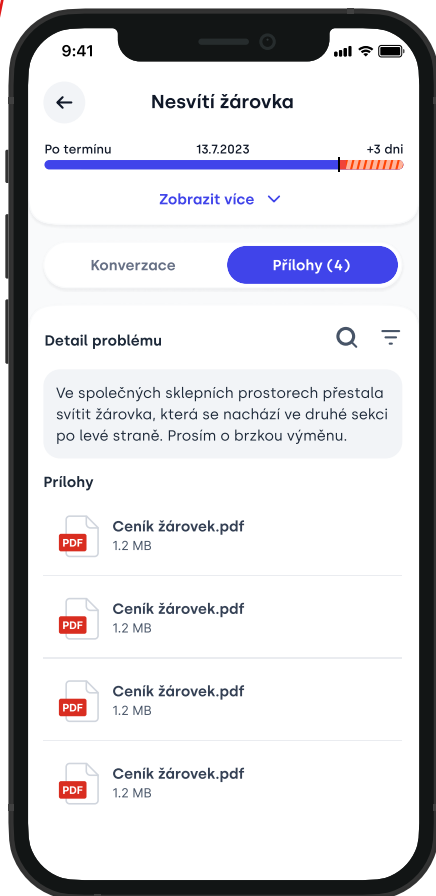 9:41
Nesvítí žárovka
Po termínu 13.7.2023 +3 dni
Zobrazit více
Konverzace Přílohy (4)
Detail problému
Ve společných sklepních prostorech přestala
svítit žárovka, která se nachází ve druhé sekci
po levé straně. Prosím o brzkou výměnu.
Prílohy
PDF Ceník žárovek.pdf
1.2 MB
PDF Ceník žárovek.pdf
1.2 MB
PDF Ceník žárovek.pdf
1.2 MB
PDF Ceník žárovek.pdf
1.2 MB